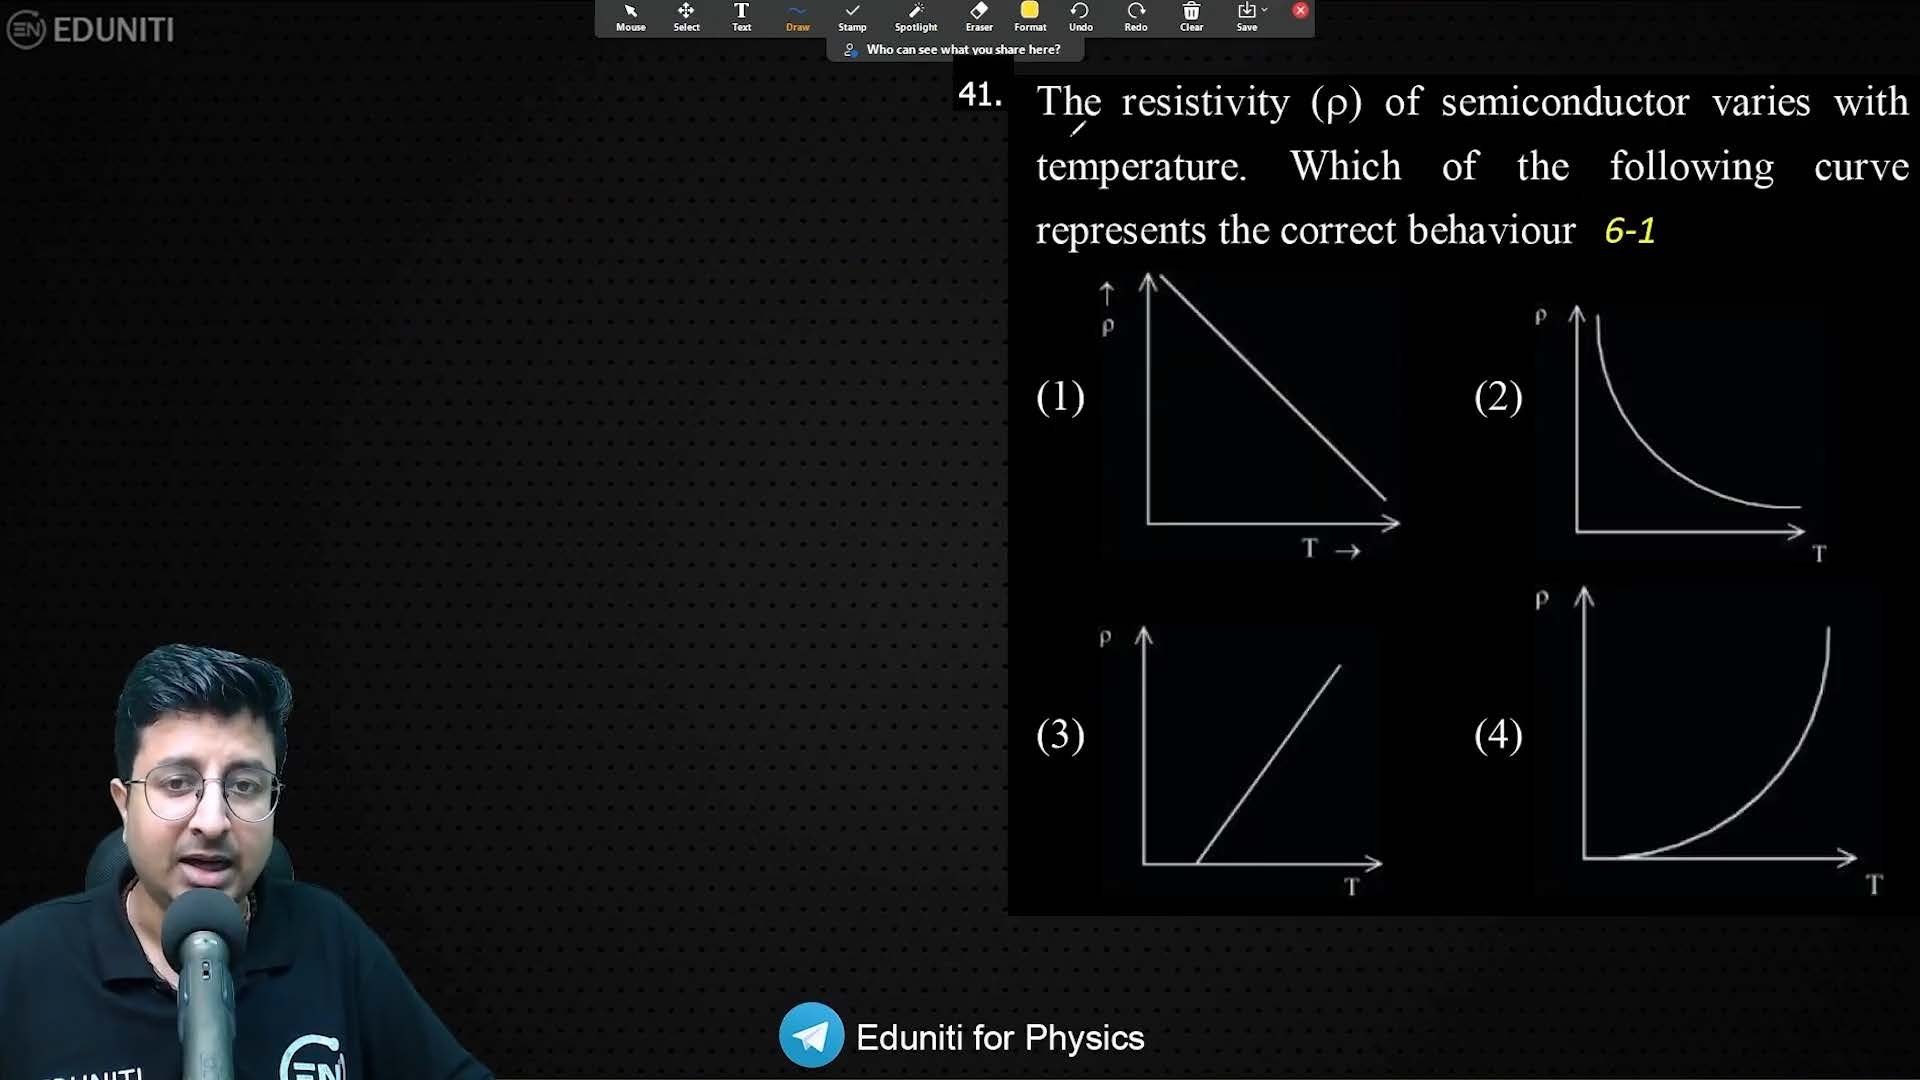 EN EDUNITI
Mouse Select Text Draw Stamp Spotlight Eraser Format Undo Redo Clear Save
Who can see what you share here?
41. The resistivity (ρ) of semiconductor varies with
temperature. Which of the following curve
represents the correct behaviour 6-1
(1)
↑
ρ
T →
(2)
ρ
T
(3)
ρ
T
(4)
ρ
T
EN
Eduniti for Physics